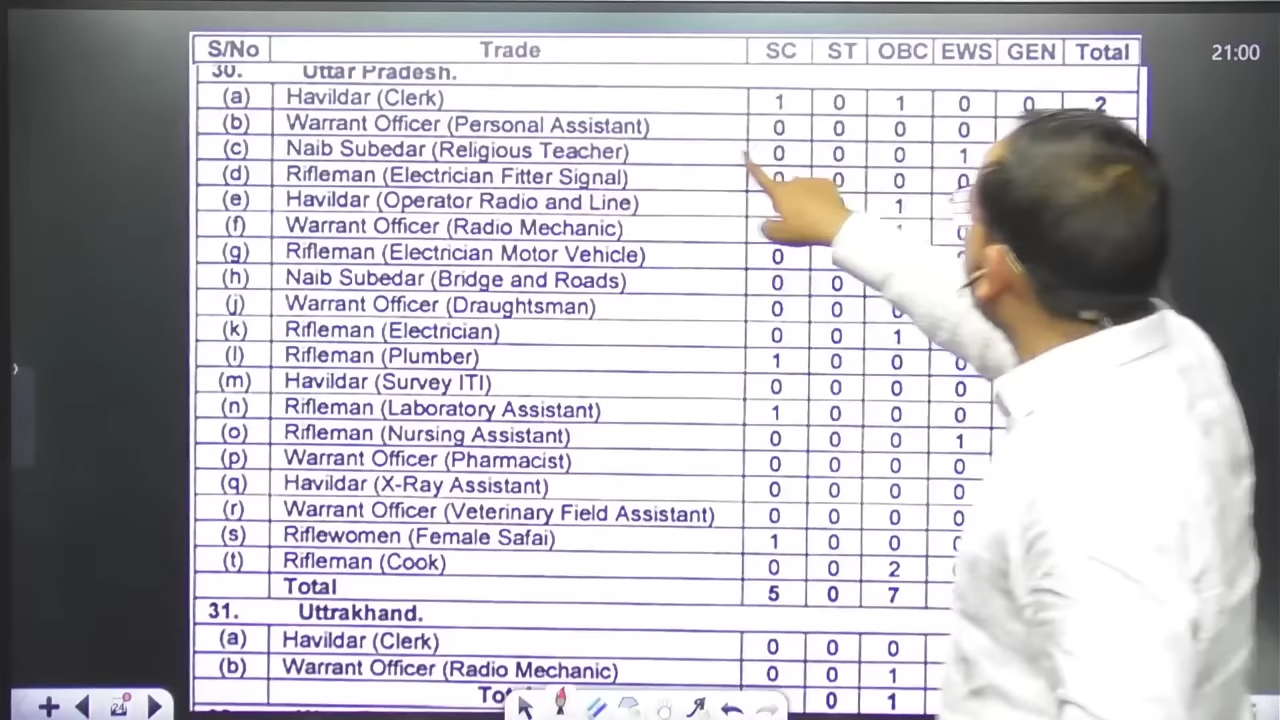 S/No Trade SC ST OBC EWS GEN Total
21:00
30. Uttar Pradesh.
(a) Havildar (Clerk) 1 0 1 0 0 2
(b) Warrant Officer (Personal Assistant) 0 0 0 0
(c) Naib Subedar (Religious Teacher) 0 0 0 1
(d) Rifleman (Electrician Fitter Signal) 0 0 0 0
(e) Havildar (Operator Radio and Line) 1
(f) Warrant Officer (Radio Mechanic) 1 0
(g) Rifleman (Electrician Motor Vehicle) 0
(h) Naib Subedar (Bridge and Roads) 0 0
(j) Warrant Officer (Draughtsman) 0 0 0
(k) Rifleman (Electrician) 0 0 1
(l) Rifleman (Plumber) 1 0 0 0
(m) Havildar (Survey ITI) 0 0 0 0
(n) Rifleman (Laboratory Assistant) 1 0 0 0
(o) Rifleman (Nursing Assistant) 0 0 0 1
(p) Warrant Officer (Pharmacist) 0 0 0 0
(q) Havildar (X-Ray Assistant) 0 0 0 0
(r) Warrant Officer (Veterinary Field Assistant) 0 0 0 0
(s) Riflewomen (Female Safai) 1 0 0
(t) Rifleman (Cook) 0 0 2
Total 5 0 7
31. Uttrakhand.
(a) Havildar (Clerk) 0 0 0
(b) Warrant Officer (Radio Mechanic) 0 0 1
0 1
24